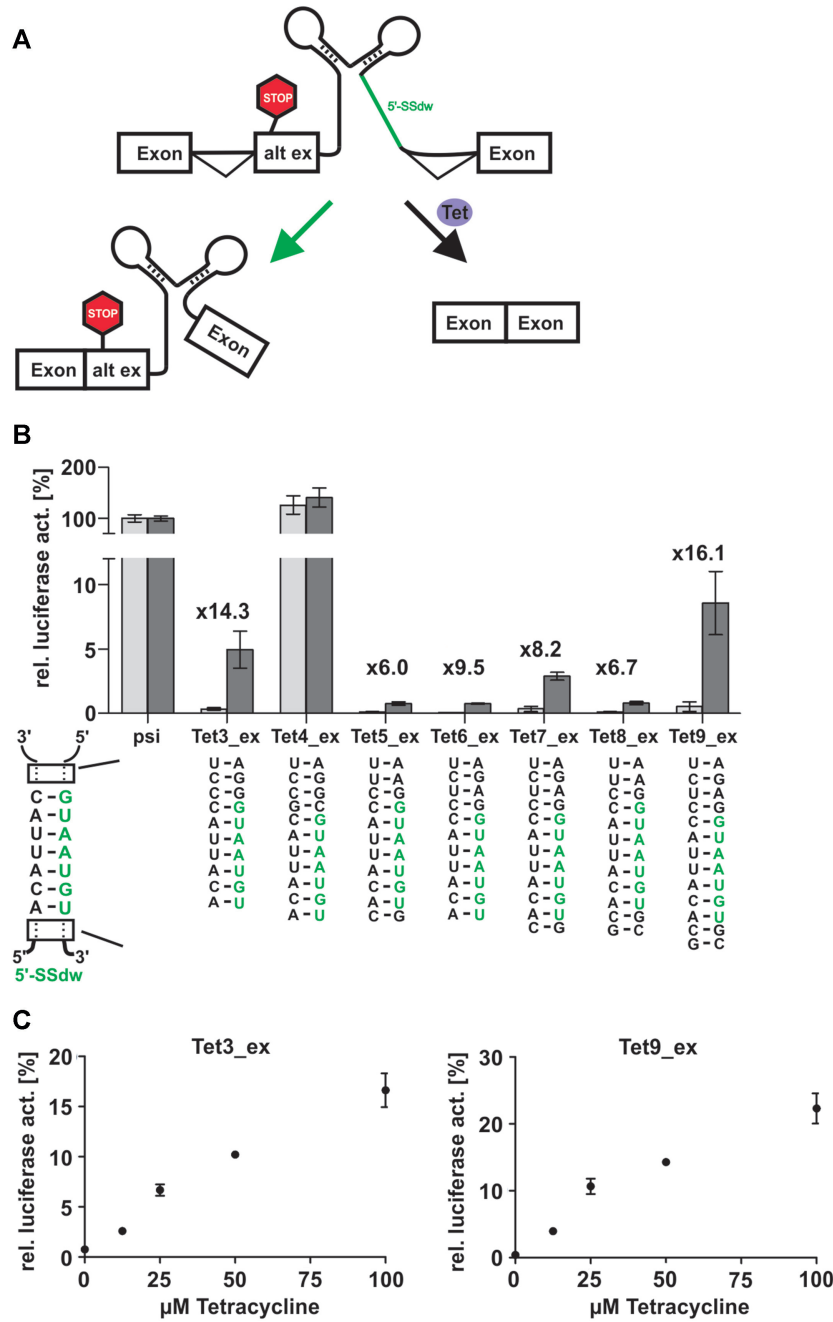 A
STOP
5'-SSdw
Exon
alt ex
Exon
Tet
STOP
Exon
alt ex
Exon
Exon
Exon
B
rel. luciferase act. [%]
200
100
10
5
0
x14.3
x6.0
x9.5
x8.2
x6.7
x16.1
psi
Tet3_ex
Tet4_ex
Tet5_ex
Tet6_ex
Tet7_ex
Tet8_ex
Tet9_ex
3'
5'
C-G
A-U
U-A
U-A
A-U
C-G
A-U
5'
3'
5'-SSdw
U-A
C-G
C-G
C-G
A-U
U-A
U-A
A-U
C-G
A-U
U-A
C-G
C-G
G-C
C-G
A-U
U-A
U-A
A-U
C-G
A-U
U-A
U-A
C-G
C-G
A-U
U-A
U-A
A-U
C-G
A-U
C-G
U-A
C-G
U-A
C-G
C-G
A-U
U-A
U-A
A-U
C-G
A-U
U-A
C-G
U-A
C-G
C-G
A-U
U-A
U-A
A-U
C-G
A-U
C-G
U-A
U-A
C-G
C-G
A-U
U-A
U-A
A-U
C-G
A-U
C-G
G-C
U-A
C-G
U-A
C-G
C-G
A-U
U-A
U-A
A-U
C-G
A-U
C-G
G-C
C
Tet3_ex
rel. luciferase act. [%]
20
15
10
5
0
0
25
50
75
100
µM Tetracycline
Tet9_ex
rel. luciferase act. [%]
30
20
10
0
0
25
50
75
100
µM Tetracycline